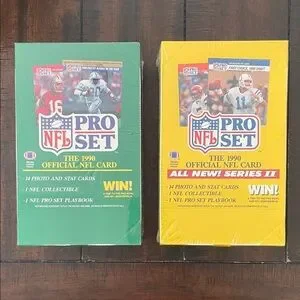 16
PRO
SET
NFL
THE 1990
OFFICIAL NFL CARD
14 PHOTO AND STAT CARDS
1 NFL COLLECTIBLE
1 NFL PRO SET PLAYBOOK
WIN!
11
PRO
SET
NFL
THE 1990
OFFICIAL NFL CARD
ALL NEW! SERIES II
14 PHOTO AND STAT CARDS
1 NFL COLLECTIBLE
1 NFL PRO SET PLAYBOOK
WIN!